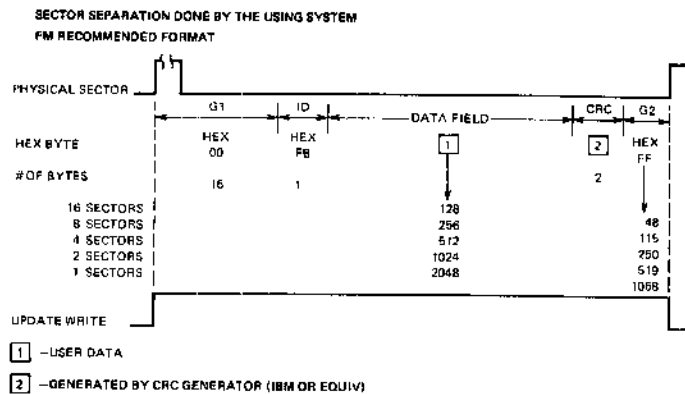 SECTOR SEPARATION DONE BY THE USING SYSTEM
FM RECOMMENDED FORMAT
PHYSICAL SECTOR
G1 ID DATA FIELD CRC G2
HEX BYTE HEX 00 HEX FB 1 2 HEX FF
# OF BYTES 16 1 2
16 SECTORS 128
8 SECTORS 256 48
4 SECTORS 512 115
2 SECTORS 1024 250
1 SECTORS 2048 519
1068
UPDATE WRITE
1 –USER DATA
2 –GENERATED BY CRC GENERATOR (IBM OR EQUIV)